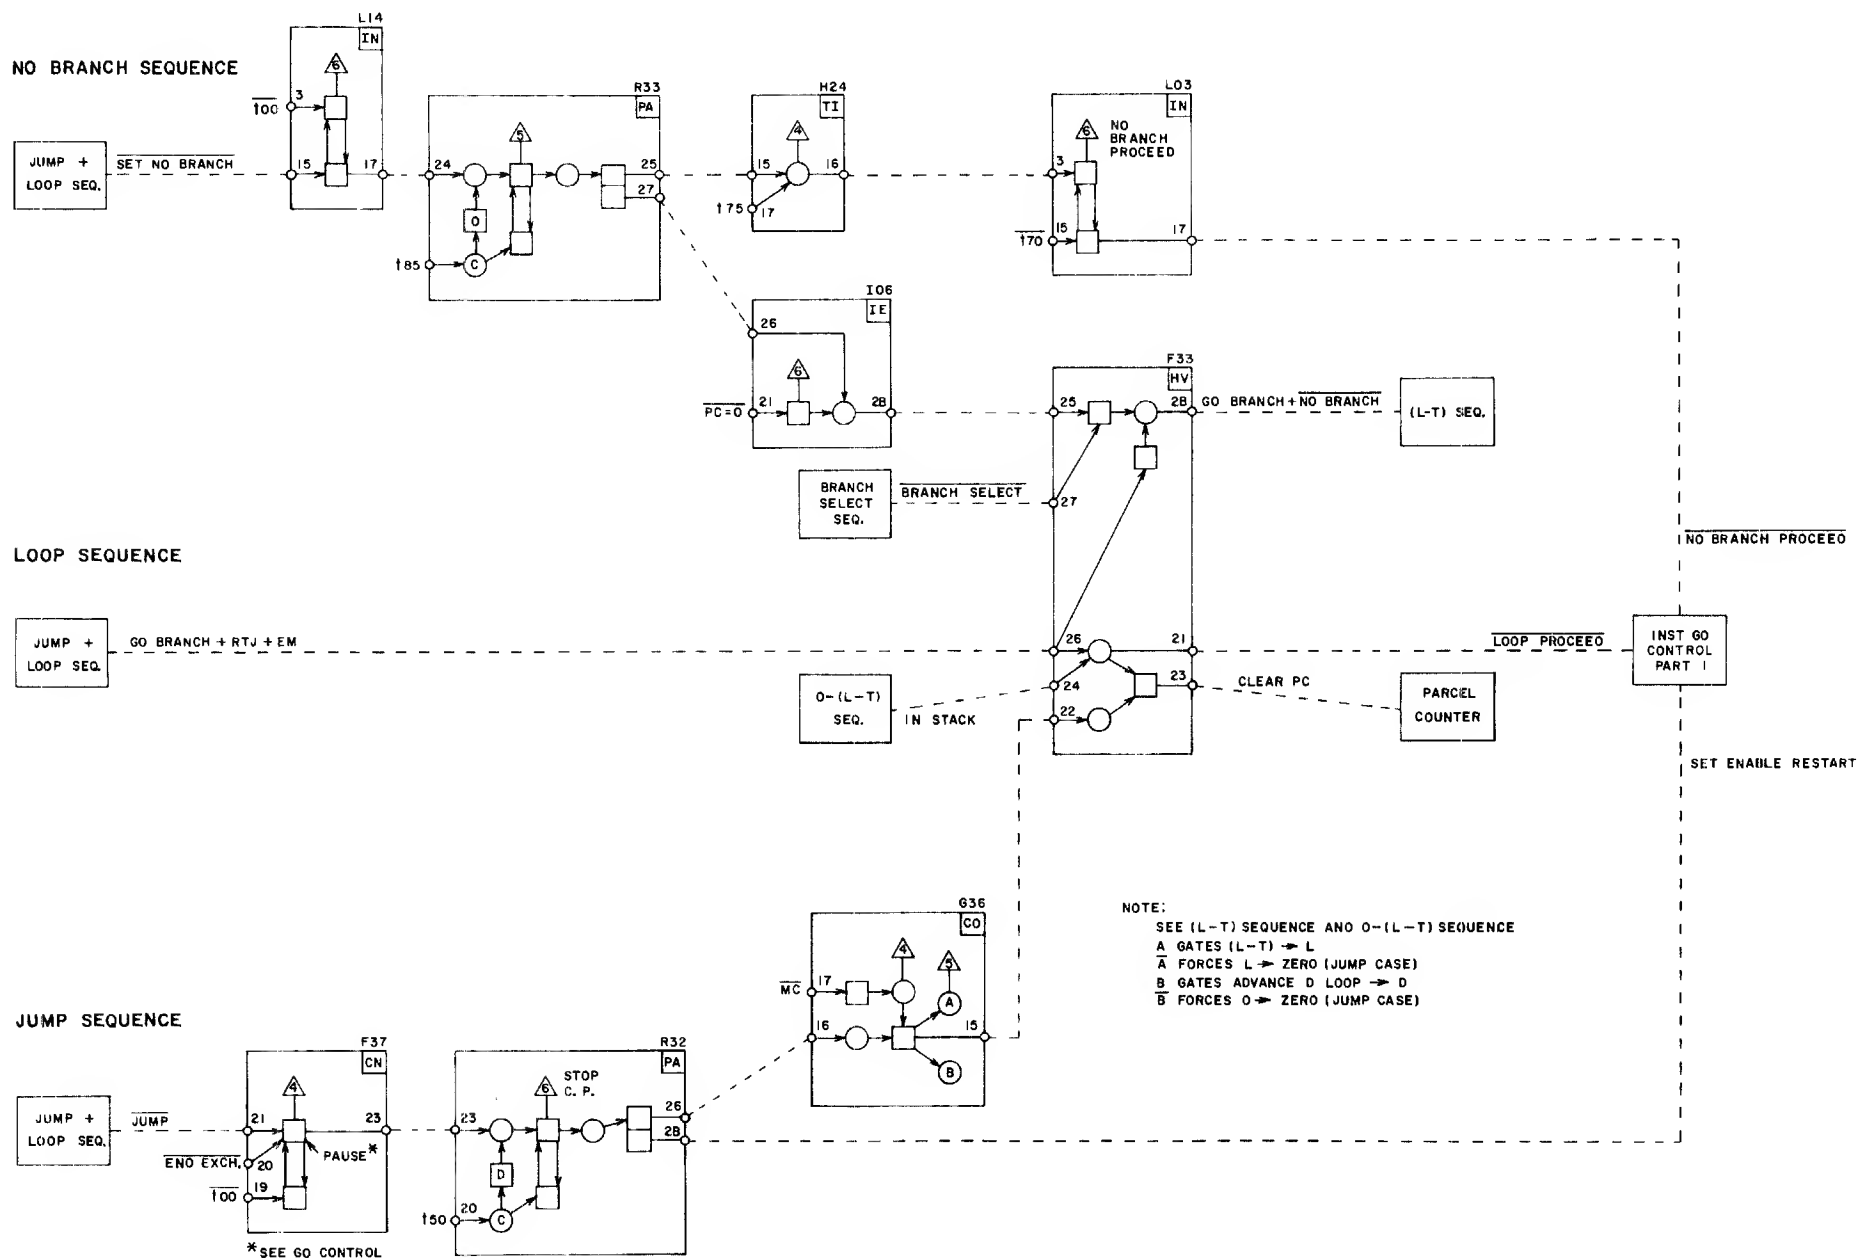 NO BRANCH SEQUENCE
L14
IN
6
t00
3
JUMP +
LOOP SEQ.
SET NO BRANCH
15
17
R33
PA
5
24
O
t85
C
25
27
H24
TI
4
15
16
t75
17
L03
IN
6
NO
BRANCH
PROCEED
3
t70
15
17
I06
IE
26
6
PC=0
21
28
F33
HV
25
28
GO BRANCH + NO BRANCH
(L-T) SEQ.
BRANCH
SELECT
SEQ.
BRANCH SELECT
27
NO BRANCH PROCEED
LOOP SEQUENCE
JUMP +
LOOP SEQ.
GO BRANCH + RTJ + EM
26
21
LOOP PROCEED
INST GO
CONTROL
PART I
O-(L-T)
SEQ.
IN STACK
24
22
23
CLEAR PC
PARCEL
COUNTER
SET ENABLE RESTART
G36
CO
4
5
MC
17
A
16
15
B
NOTE:
SEE (L-T) SEQUENCE AND O-(L-T) SEQUENCE
A GATES (L-T) → L
A FORCES L → ZERO (JUMP CASE)
B GATES ADVANCE D LOOP → D
B FORCES O → ZERO (JUMP CASE)
JUMP SEQUENCE
F37
CN
4
JUMP +
LOOP SEQ.
JUMP
21
23
END EXCH.
20
PAUSE*
t00
19
*SEE GO CONTROL
R32
PA
6
STOP
C. P.
23
D
t50
20
C
26
28